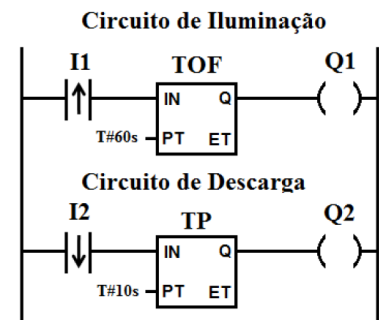 Circuito de Iluminação
I1 TOF Q1
IN Q
T#60s PT ET
Circuito de Descarga
I2 TP Q2
IN Q
T#10s PT ET